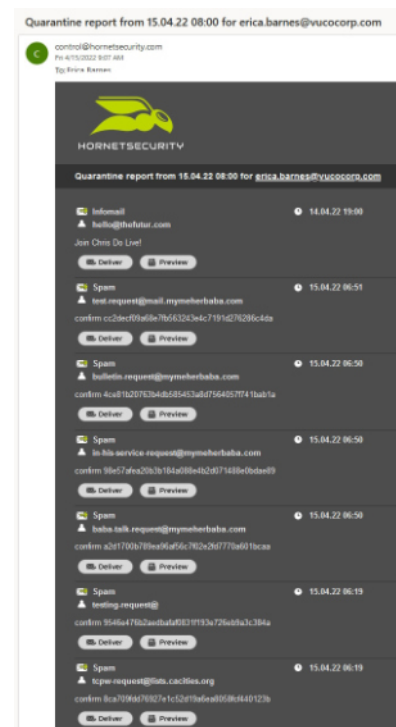 Quarantine report from 15.04.22 08:00 for erica.barnes@vucocorp.com
C
control@hornetsecurity.com
Fri 4/15/2022 8:07 AM
To: Erica Barnes
HORNETSECURITY
Quarantine report from 15.04.22 08:00 for erica.barnes@vucocorp.com
Infomail 14.04.22 19:00
hello@thefutur.com
Join Chris Do Live!
Deliver Preview
Spam 15.04.22 06:51
test.request@mail.mymeherbaba.com
confirm
Deliver Preview
Spam 15.04.22 06:50
bulletin-request@mymeherbaba.com
confirm
Deliver Preview
Spam 15.04.22 06:50
in-his-service-request@mymeherbaba.com
confirm
Deliver Preview
Spam 15.04.22 06:50
baba-talk.request@mymeherbaba.com
confirm
Deliver Preview
Spam 15.04.22 06:19
testing-request@
confirm
Deliver Preview
Spam 15.04.22 06:19
tcpw-request@lists.cacities.org
confirm
Deliver Preview